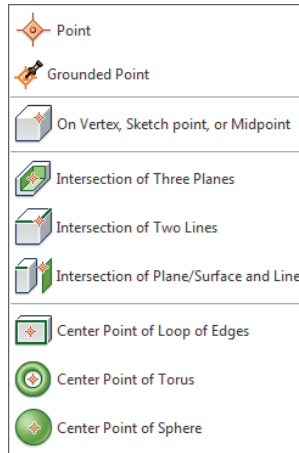 Point
Grounded Point
On Vertex, Sketch point, or Midpoint
Intersection of Three Planes
Intersection of Two Lines
Intersection of Plane/Surface and Line
Center Point of Loop of Edges
Center Point of Torus
Center Point of Sphere